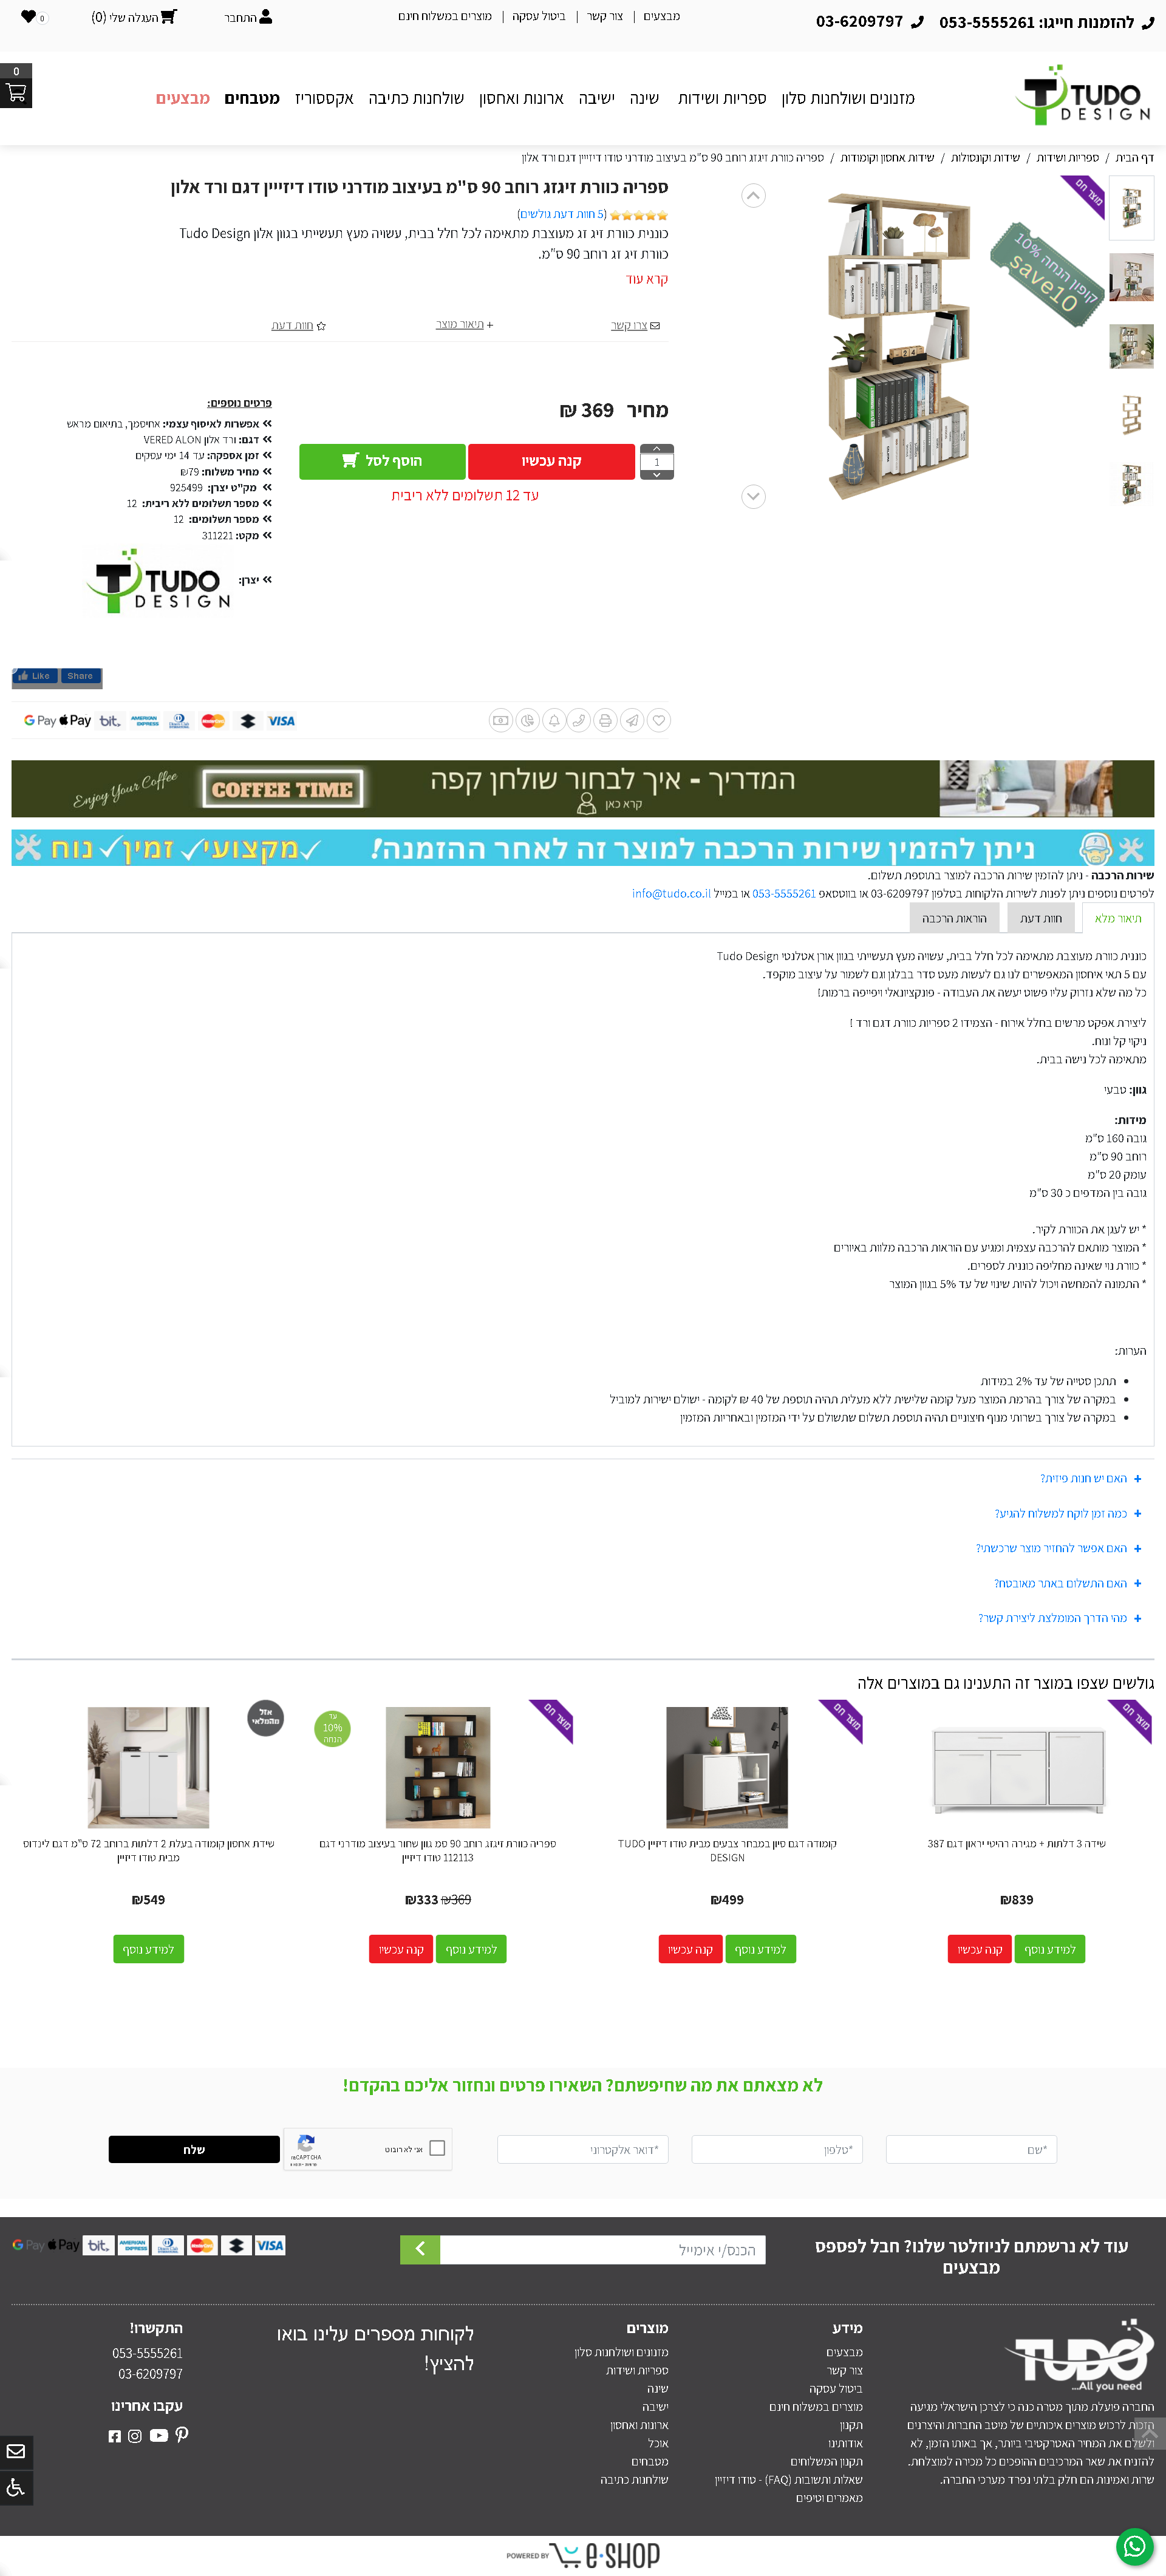 להזמנות חייגו: 053-5555261
03-6209797
מבצעים | צור קשר | ביטול עסקה | מוצרים במשלוח חינם
התחבר
העגלה שלי (0)
0
0
TUDO DESIGN
מזנונים ושולחנות סלון
ספריות ושידות
שינה
ישיבה
ארונות ואחסון
שולחנות כתיבה
אקססוריז
מטבחים
מבצעים
דף הבית / ספריות ושידות / שידות וקונסולות / שידות אחסון וקומודות / ספריה כוורת זיגזג רוחב 90 ס"מ בעיצוב מודרני טודו דיזייין דגם ורד אלון
מוצר חם
קופון הנחה 10%
save10
ספריה כוורת זיגזג רוחב 90 ס"מ בעיצוב מודרני טודו דיזייין דגם ורד אלון
(5 חוות דעת גולשים)
כוננית כוורת זיג זג מעוצבת מתאימה לכל חלל בבית, עשויה מעץ תעשייתי בגוון אלון Tudo Design
כוורת זיג זג רוחב 90 ס"מ.
קרא עוד
צרו קשר
+ תיאור מוצר
חוות דעת
מחיר 369 ₪
1
קנה עכשיו
הוסף לסל
עד 12 תשלומים ללא ריבית
פרטים נוספים:
אפשרות לאיסוף עצמי: אחיסמך, בתיאום מראש
דגם: ורד אלון VERED ALON
זמן אספקה: עד 14 ימי עסקים
מחיר משלוח: 79₪
מק"ט יצרן: 925499
מספר תשלומים ללא ריבית: 12
מספר תשלומים: 12
מקט: 311221
יצרן:
TUDO DESIGN
Like Share
G Pay Pay bit AMERICAN EXPRESS Diners Club MasterCard VISA
המדריך - איך לבחור שולחן קפה
קרא כאן
COFFEE TIME
Enjoy Your Coffee
ניתן להזמין שירות הרכבה למוצר זה לאחר ההזמנה! מקצועי זמין נוח
שירות הרכבה - ניתן להזמין שירות הרכבה למוצר בתוספת תשלום.
לפרטים נוספים ניתן לפנות לשירות הלקוחות בטלפון 03-6209797 או בווטסאפ 053-5555261 או במייל info@tudo.co.il
תיאור מלא
חוות דעת
הוראות הרכבה
כוננית כוורת מעוצבת מתאימה לכל חלל בבית, עשויה מעץ תעשייתי בגוון אורן אטלנטי Tudo Design
עם 5 תאי איחסון המאפשרים לנו גם לעשות מעט סדר בבלגן וגם לשמור על עיצוב מוקפד.
כל מה שלא נזרוק עליו פשוט יעשה את העבודה - פונקציונאלי ויפייפה ברמות!
ליצירת אפקט מרשים בחלל אירוח - הצמידו 2 ספריות כוורת דגם ורד !
ניקוי קל ונוח.
מתאימה לכל נישה בבית.
גוון: טבעי
מידות:
גובה 160 ס"מ
רוחב 90 ס"מ
עומק 20 ס"מ
גובה בין המדפים כ 30 ס"מ
* יש לעגן את הכוורת לקיר.
* המוצר מותאם להרכבה עצמית ומגיע עם הוראות הרכבה מלוות באיורים
* כוורת נוי שאינה מחליפה כוננית לספרים.
* התמונה להמחשה ויכול להיות שינוי של עד 5% בגוון המוצר
הערות:
תתכן סטייה של עד 2% במידות
במקרה של צורך בהרמת המוצר מעל קומה שלישית ללא מעלית תהיה תוספת של 40 ₪ לקומה - ישולם ישירות למוביל
במקרה של צורך בשרותי מנוף חיצוניים תהיה תוספת תשלום שתשולם על ידי המזמין ובאחריות המזמין
+ האם יש חנות פיזית?
+ כמה זמן לוקח למשלוח להגיע?
+ האם אפשר להחזיר מוצר שרכשתי?
+ האם התשלום באתר מאובטח?
+ מהי הדרך המומלצת ליצירת קשר?
גולשים שצפו במוצר זה התענינו גם במוצרים אלה
מוצר חם
שידה 3 דלתות + מגירה רהיטי יראון דגם 387
839₪
למידע נוסף
קנה עכשיו
מוצר חם
קומודה דגם סיון במבחר צבעים מבית טודו דיזיין TUDO
DESIGN
499₪
למידע נוסף
קנה עכשיו
מוצר חם
עד 10% הנחה
ספריה כוורת זיגזג רוחב 90 סמ גוון שחור בעיצוב מודרני דגם
112113 טודו דיזיין
369₪ 333₪
למידע נוסף
קנה עכשיו
אזל מהמלאי
שידת אחסון קומודה בעלת 2 דלתות ברוחב 72 ס"מ דגם לינדוס
מבית טודו דיזיין
549₪
למידע נוסף
לא מצאתם את מה שחיפשתם? השאירו פרטים ונחזור אליכם בהקדם!
*שם
*טלפון
*דואר אלקטרוני
אני לא רובוט
reCAPTCHA
שלח
עוד לא נרשמתם לניוזלטר שלנו? חבל לפספס
מבצעים
הכנס/י אימייל
G Pay Pay bit AMERICAN EXPRESS Diners Club MasterCard VISA
TUDO
All you need...
החברה פועלת מתוך מטרה כנה כי לצרכן הישראלי מגיעה
הזכות לרכוש מוצרים איכותיים של מיטב החברות והיצרנים
ולשלם את המחיר האטרקטיבי ביותר, אך באותו הזמן, לא
להזניח את שאר המרכיבים ההופכים כל מכירה למוצלחת.
שרות ואמינות הם חלק בלתי נפרד מערכי החברה.
מידע
מבצעים
צור קשר
ביטול עסקה
מוצרים במשלוח חינם
תקנון
אודותינו
תקנון המשלוחים
שאלות ותשובות (FAQ) - טודו דיזיין
מאמרים וטיפים
מוצרים
מזנונים ושולחנות סלון
ספריות ושידות
שינה
ישיבה
ארונות ואחסון
אוכל
מטבחים
שולחנות כתיבה
לקוחות מספרים עלינו בואו
להציץ!
התקשרו!
053-5555261
03-6209797
עקבו אחרינו
POWERED BY e-SHOP